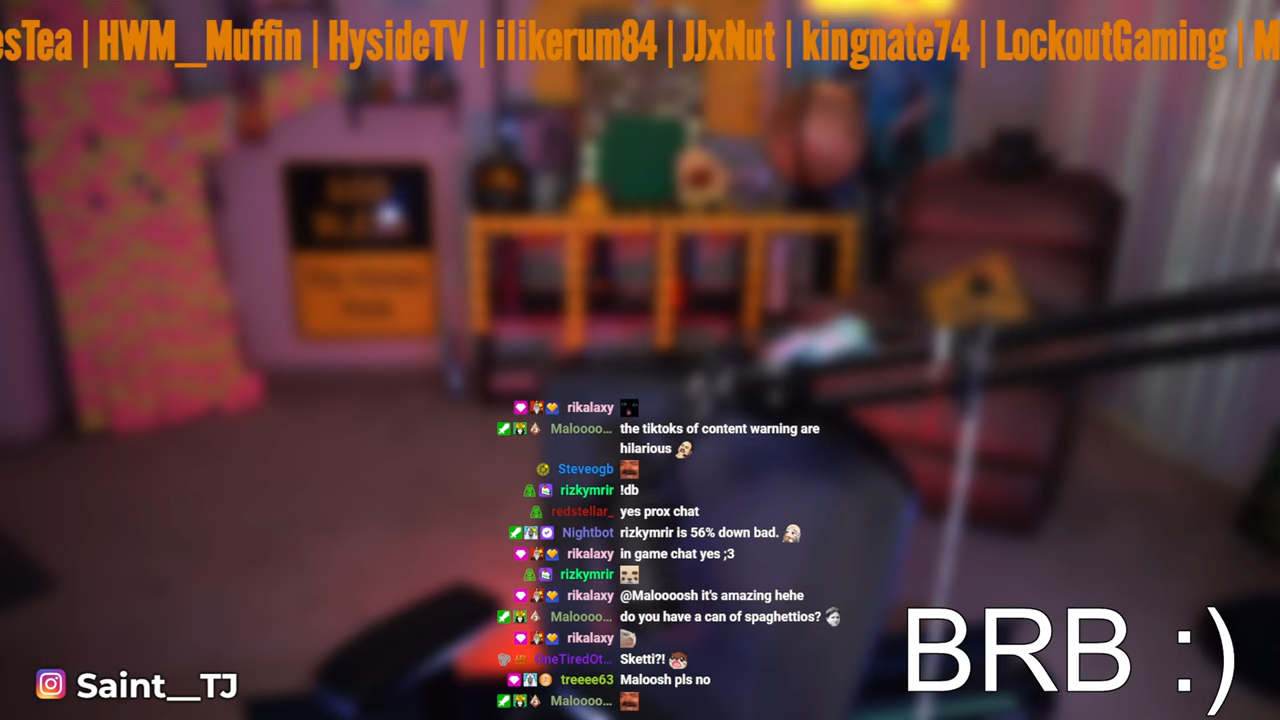 esTea | HWM__Muffin | HysideTV | ilikerum84 | JJxNut | kingnate74 | LockoutGaming | M
rikalaxy
Maloooo... the tiktoks of content warning are
hilarious
Steveogb
rizkymrir !db
redstellar_ yes prox chat
Nightbot rizkymrir is 56% down bad.
rikalaxy in game chat yes ;3
rizkymrir
rikalaxy @Maloooosh it's amazing hehe
Maloooo... do you have a can of spaghettios?
rikalaxy
OneTiredOt... Sketti?!
treeee63 Maloosh pls no
Maloooo...
Saint__TJ
BRB :)